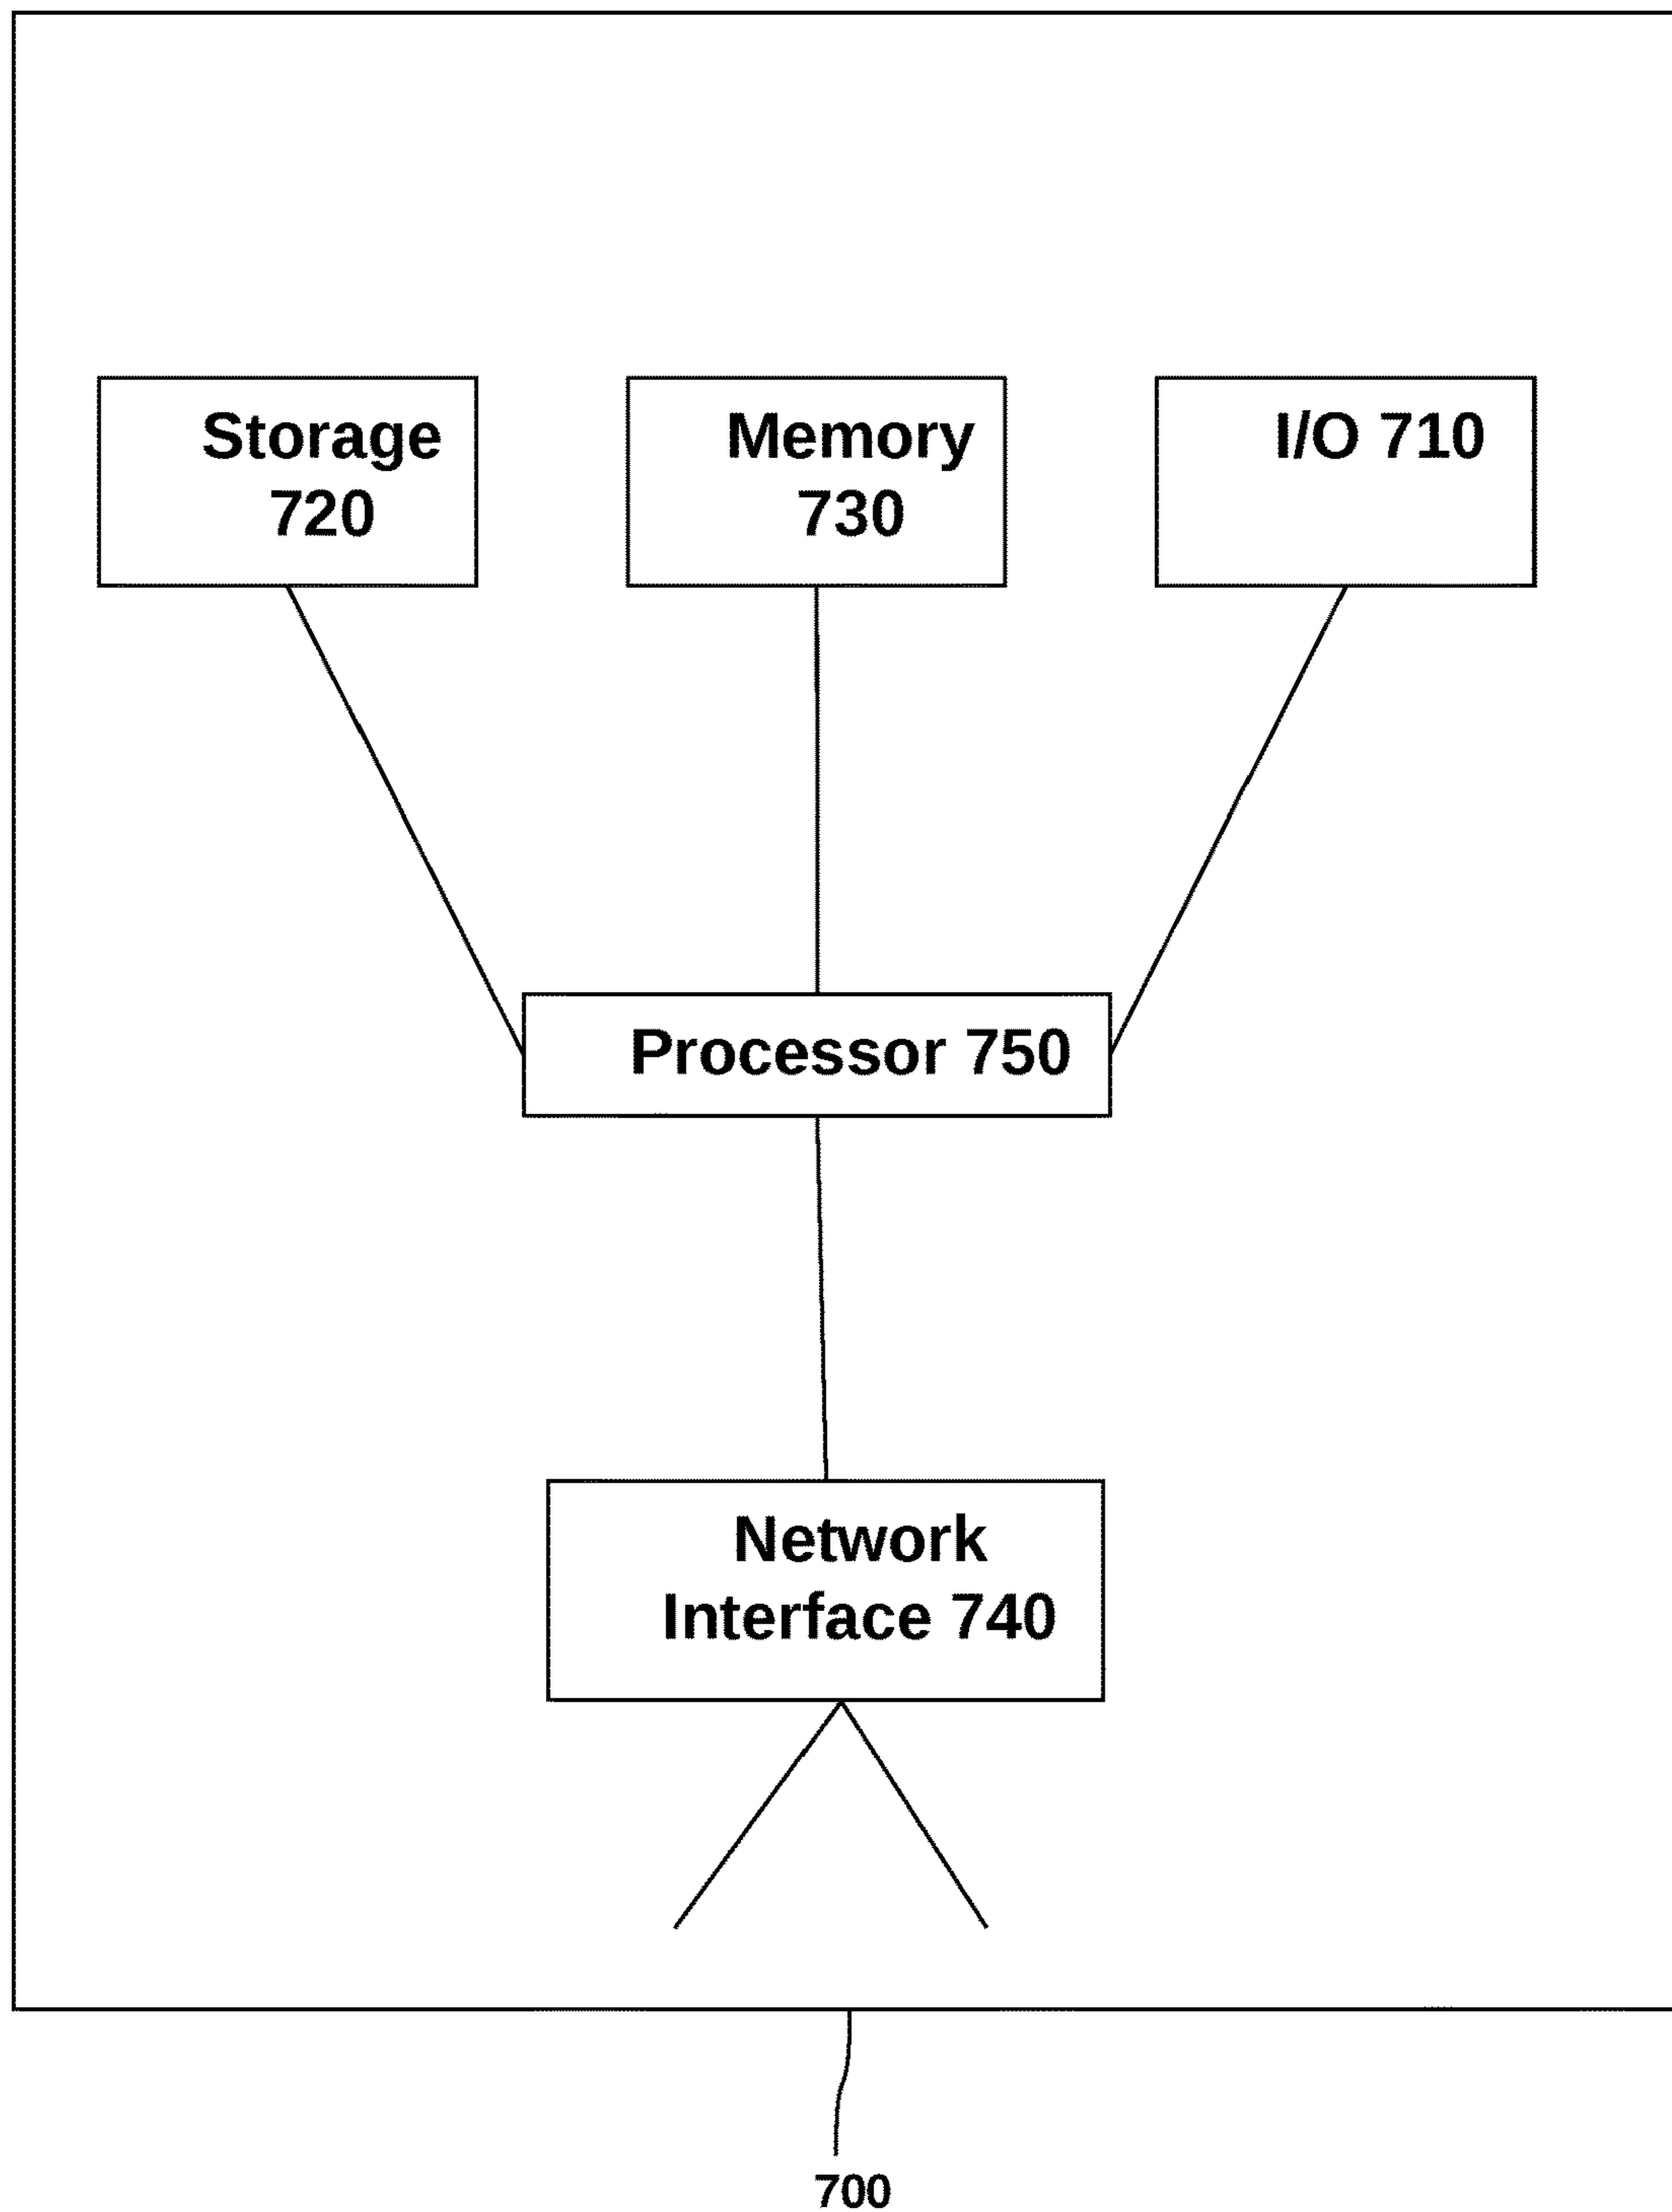 Storage
720
Memory
730
I/O 710
Processor 750
Network
Interface 740
700